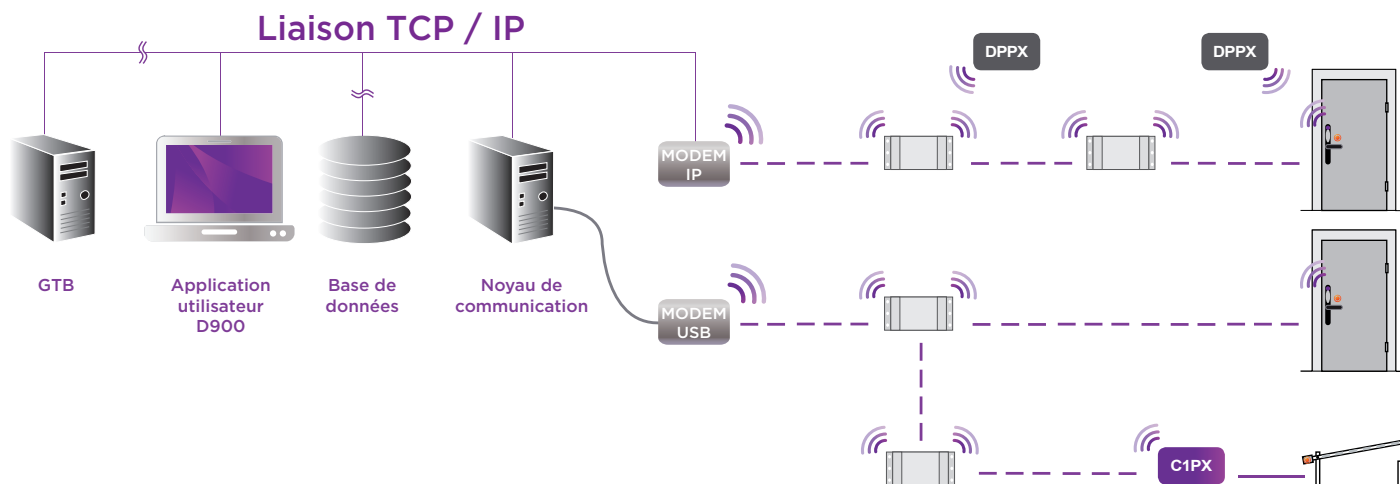 Liaison TCP / IP
DPPX
DPPX
MODEM
IP
GTB
Application
utilisateur
D900
Base de
données
Noyau de
communication
MODEM
USB
C1PX